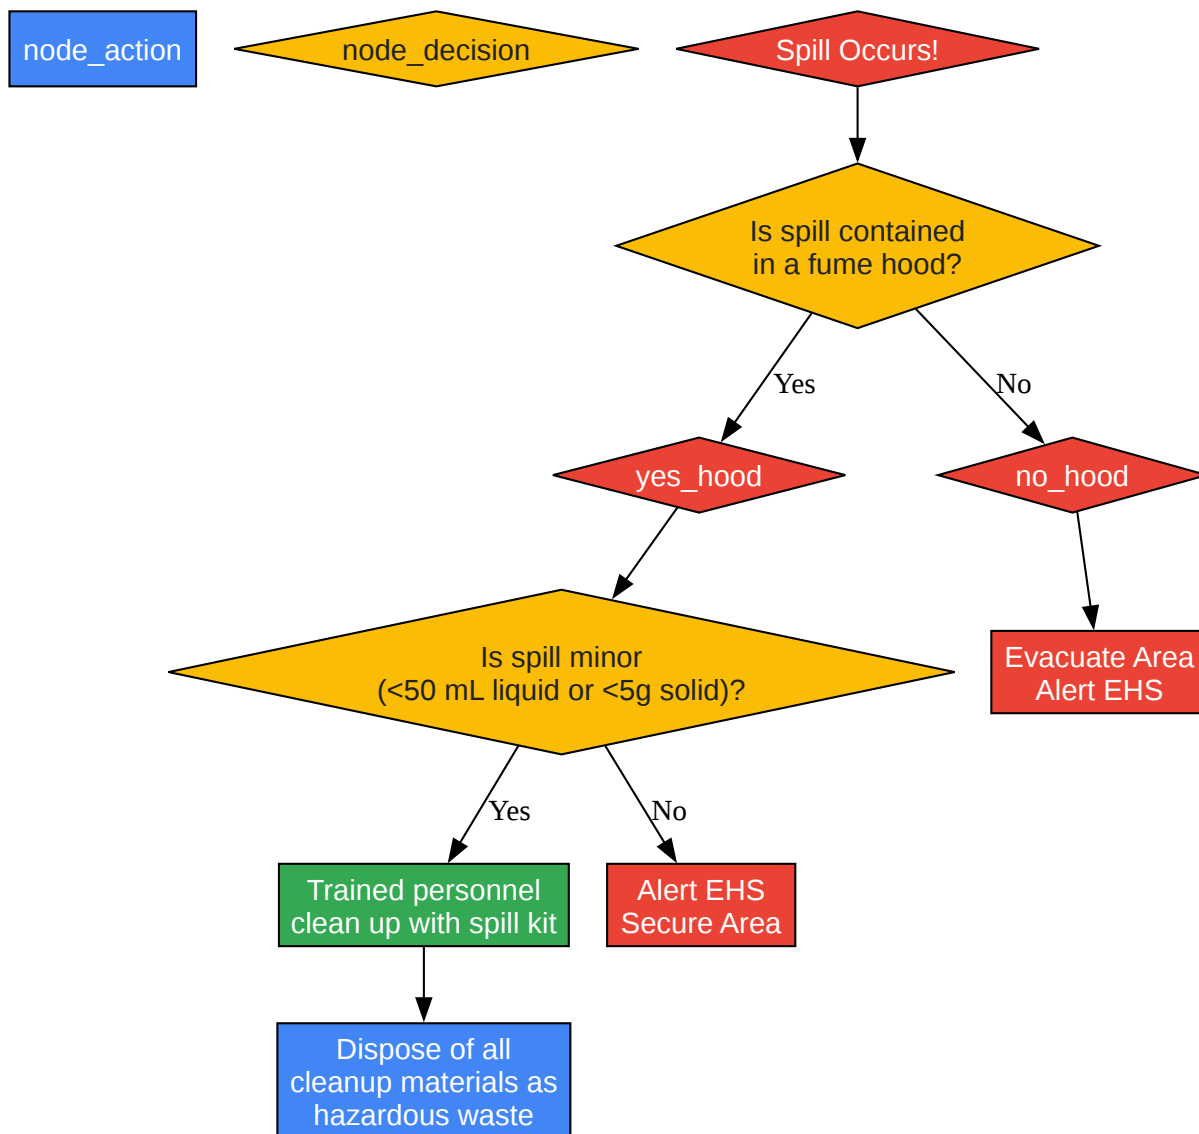 node_action
node_decision
Spill Occurs!
Is spill contained
in a fume hood?
Yes
No
yes_hood
no_hood
Is spill minor
(<50 mL liquid or <5g solid)?
Evacuate Area
Alert EHS
Yes
No
Trained personnel
clean up with spill kit
Alert EHS
Secure Area
Dispose of all
cleanup materials as
hazardous waste